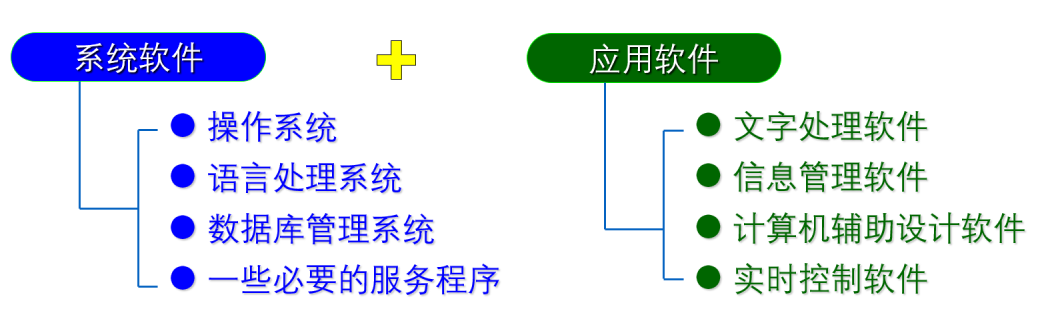 系统软件
操作系统
语言处理系统
数据库管理系统
一些必要的服务程序
应用软件
文字处理软件
信息管理软件
计算机辅助设计软件
实时控制软件